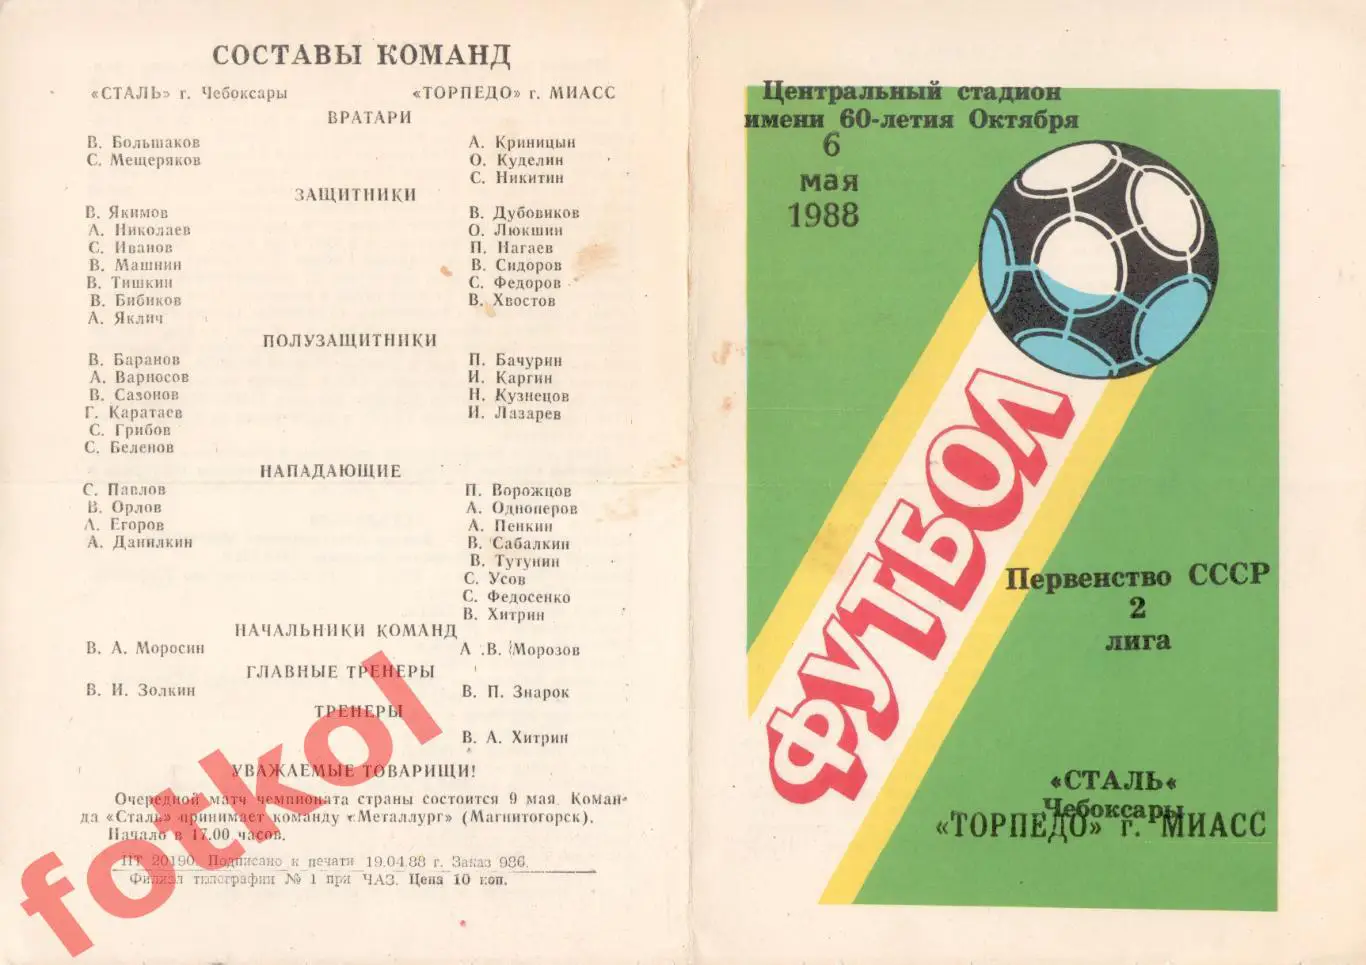 СОСТАВЫ КОМАНД
«СТАЛЬ» г. Чебоксары «ТОРПЕДО» г. МИАСС
ВРАТАРИ
В. Большаков А. Криницын
С. Мещеряков О. Куделин
С. Никитин
ЗАЩИТНИКИ
В. Якимов В. Дубовиков
А. Николаев О. Люкшин
С. Иванов П. Нагаев
В. Машнин В. Сидоров
В. Тишкин С. Федоров
В. Бибиков В. Хвостов
А. Яклич
ПОЛУЗАЩИТНИКИ
В. Баранов П. Бачурин
А. Варносов И. Каргин
В. Сазонов Н. Кузнецов
Г. Каратаев И. Лазарев
С. Грибов
С. Беленов
НАПАДАЮЩИЕ
С. Павлов П. Ворожцов
В. Орлов А. Одноперов
А. Егоров А. Пенкин
А. Данилкин В. Сабалкин
В. Тутунин
С. Усов
С. Федосенко
В. Хитрин
НАЧАЛЬНИКИ КОМАНД
В. А. Моросин А .В. Морозов
ГЛАВНЫЕ ТРЕНЕРЫ
В. И. Золкин В. П. Знарок
ТРЕНЕРЫ
В. А. Хитрин
УВАЖАЕМЫЕ ТОВАРИЩИ!
Очередной матч чемпионата страны состоится 9 мая. Коман-
да «Сталь» принимает команду «Металлург» (Магнитогорск).
Начало в 17.00 часов.
ПТ 20190. Подписано к печати 19.04.88 г. Заказ 986.
Филиал типографии № 1 при ЧАЗ. Цена 10 коп.
fotkol
Центральный стадион
имени 60-летия Октября
6
мая
1988
ФУТБОЛ
Первенство СССР
2
лига
«СТАЛЬ«
Чебоксары
«ТОРПЕДО» г. МИАСС